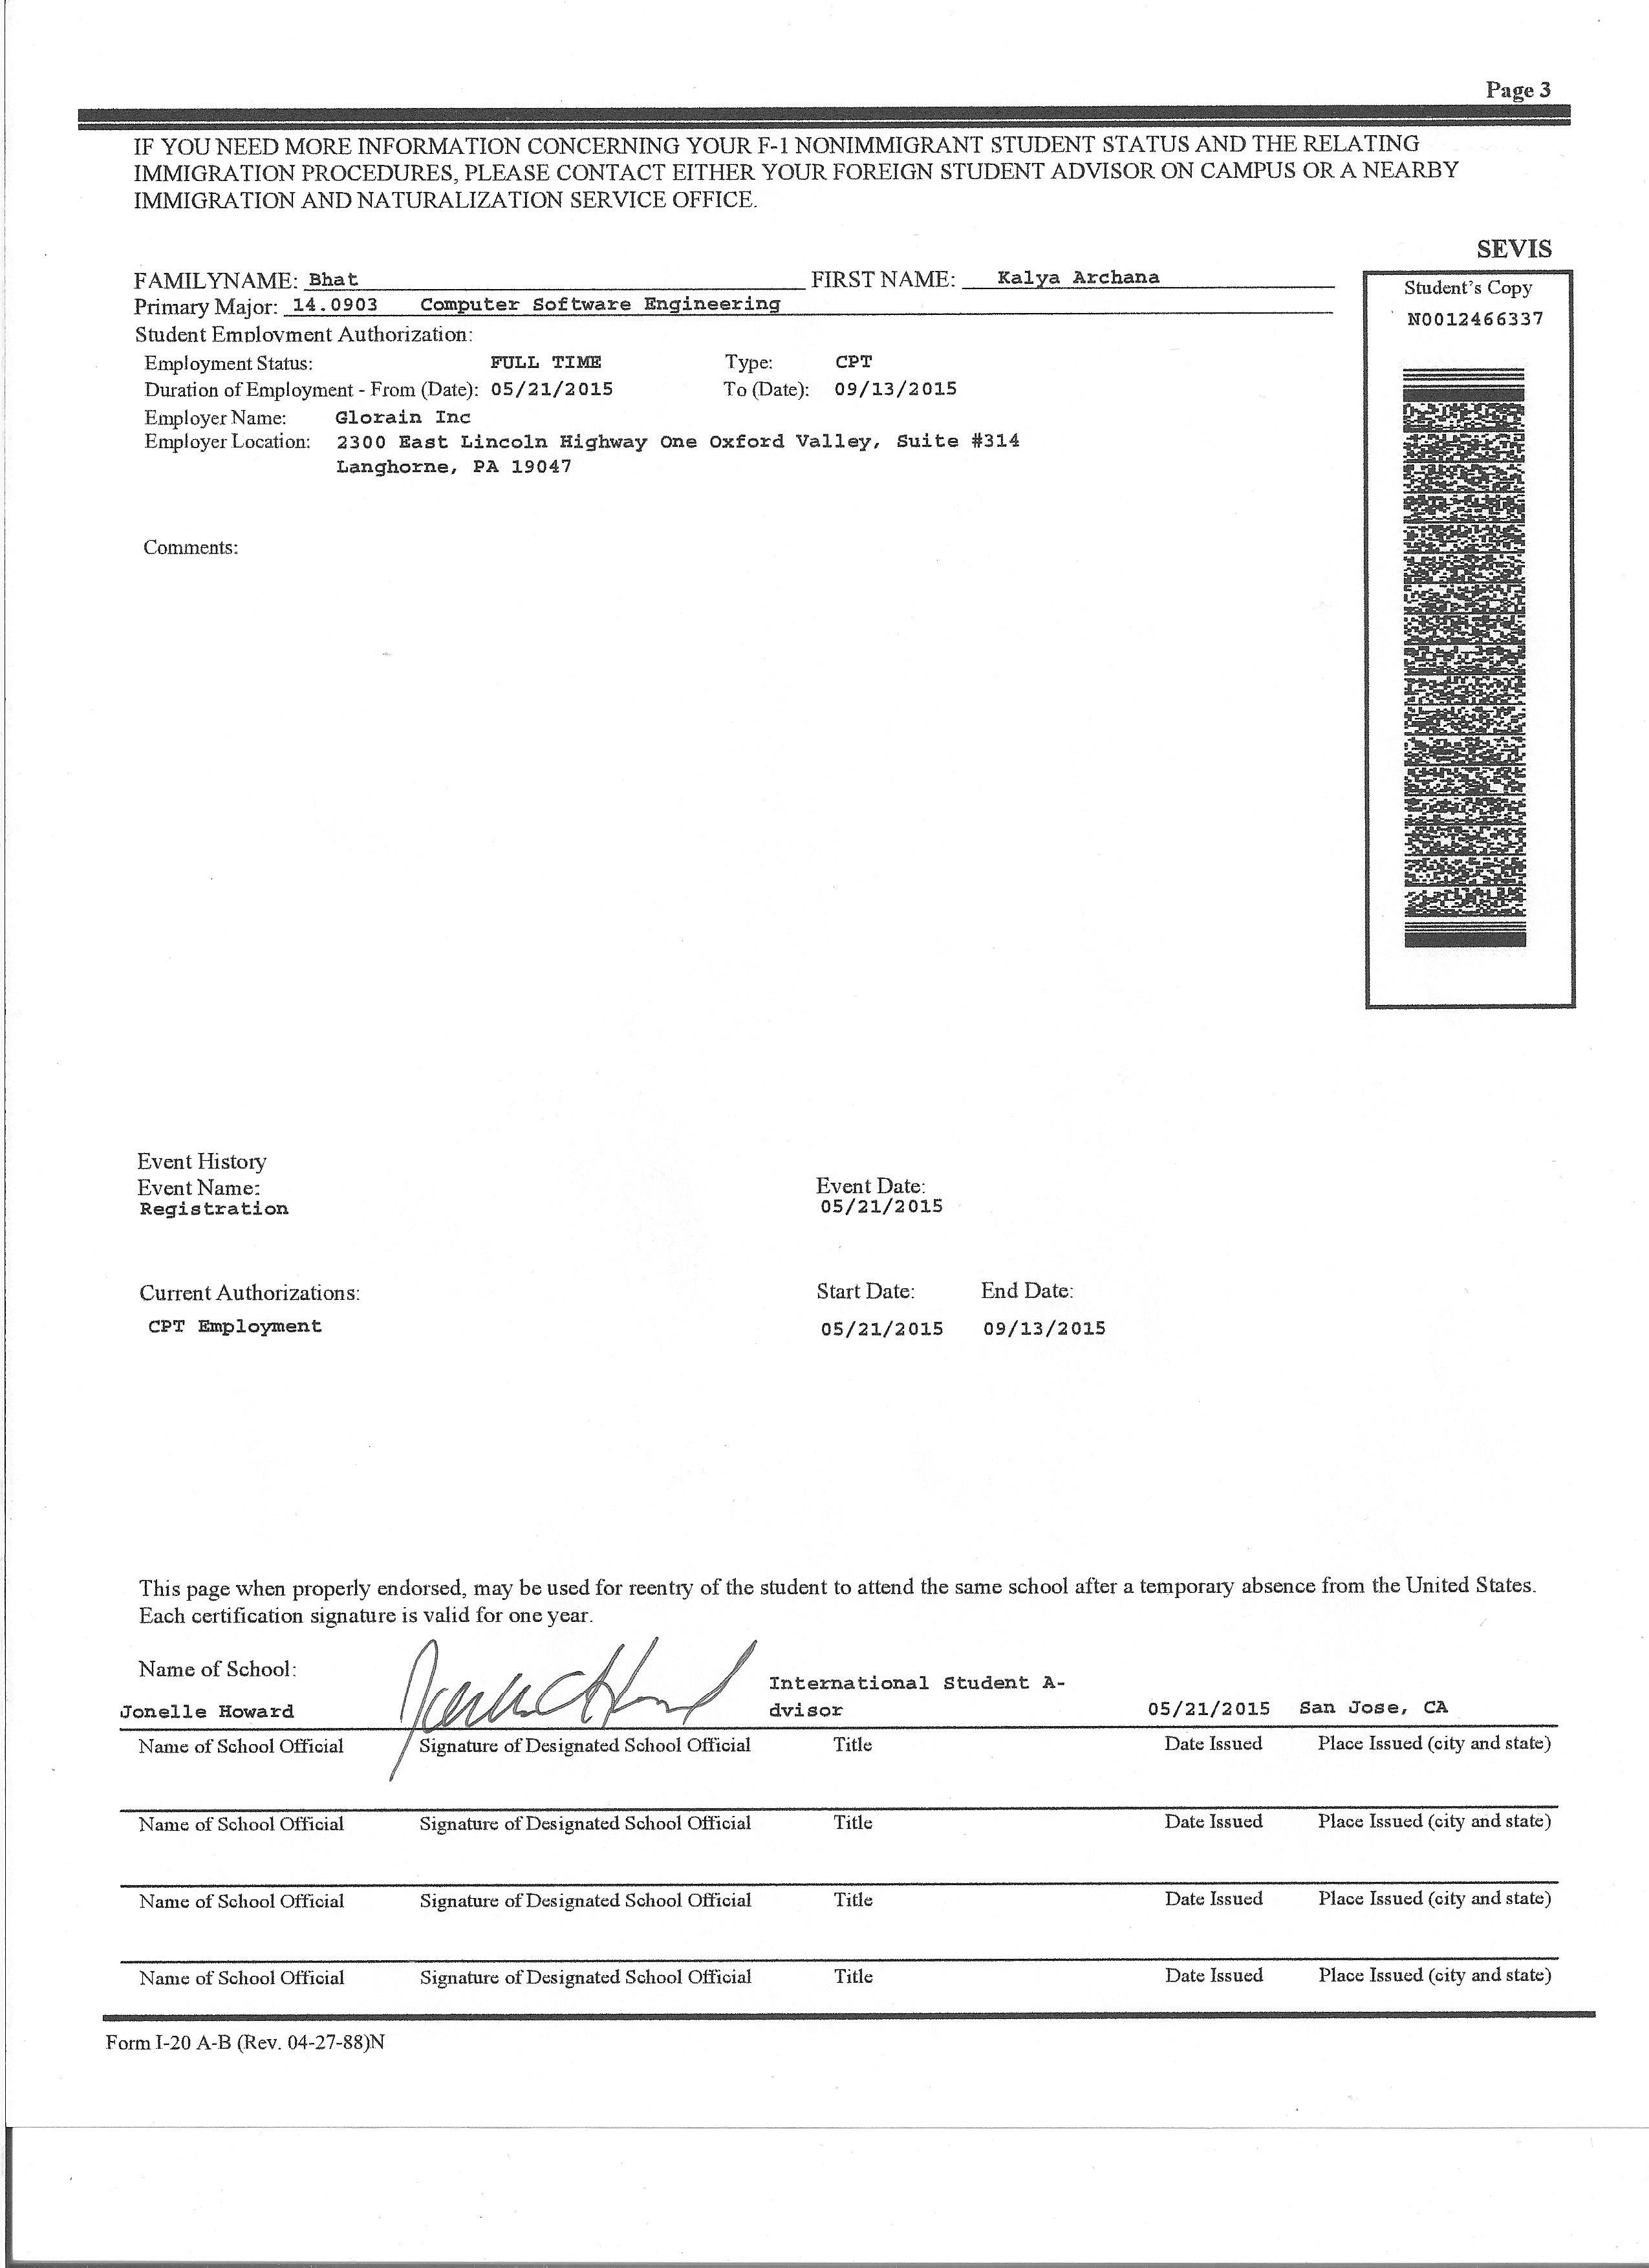 Page 3
IF YOU NEED MORE INFORMATION CONCERNING YOUR F-1 NONIMMIGRANT STUDENT STATUS AND THE RELATING
IMMIGRATION PROCEDURES, PLEASE CONTACT EITHER YOUR FOREIGN STUDENT ADVISOR ON CAMPUS OR A NEARBY
IMMIGRATION AND NATURALIZATION SERVICE OFFICE.
SEVIS
FAMILYNAME: Bhat FIRST NAME: Kalya Archana
Student's Copy
Primary Major: 14.0903 Computer Software Engineering
N0012466337
Student Employment Authorization:
Employment Status: FULL TIME Type: CPT
Duration of Employment - From (Date): 05/21/2015 To (Date): 09/13/2015
Employer Name: Glorain Inc
Employer Location: 2300 East Lincoln Highway One Oxford Valley, Suite #314
Langhorne, PA 19047
Comments:
Event History
Event Name: Event Date:
Registration 05/21/2015
Current Authorizations: Start Date: End Date:
CPT Employment 05/21/2015 09/13/2015
This page when properly endorsed, may be used for reentry of the student to attend the same school after a temporary absence from the United States.
Each certification signature is valid for one year.
Name of School:
International Student A-
Jonelle Howard dvisor 05/21/2015 San Jose, CA
Name of School Official Signature of Designated School Official Title Date Issued Place Issued (city and state)
Name of School Official Signature of Designated School Official Title Date Issued Place Issued (city and state)
Name of School Official Signature of Designated School Official Title Date Issued Place Issued (city and state)
Name of School Official Signature of Designated School Official Title Date Issued Place Issued (city and state)
Form I-20 A-B (Rev. 04-27-88)N